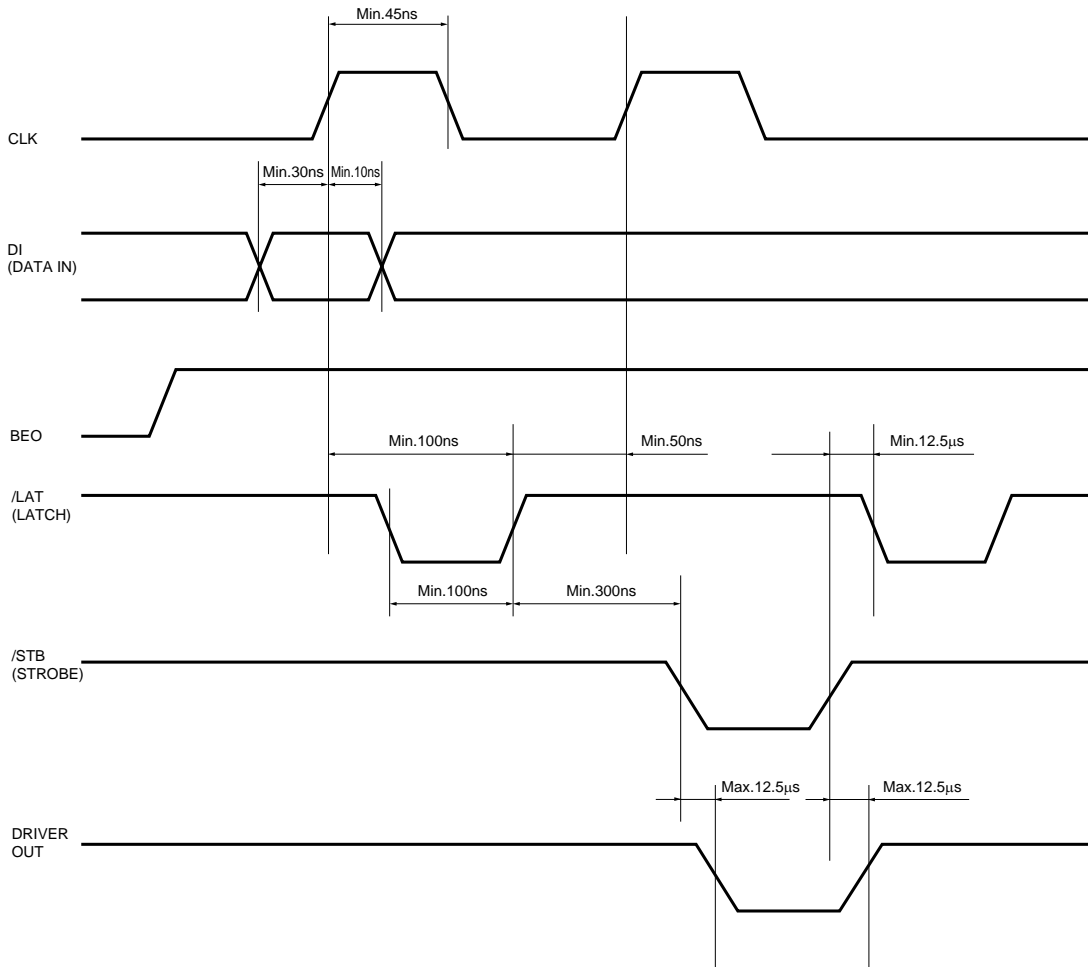 Min.45ns
CLK
Min.30ns
Min.10ns
DI
(DATA IN)
BEO
Min.100ns
Min.50ns
Min.12.5μs
/LAT
(LATCH)
Min.100ns
Min.300ns
/STB
(STROBE)
Max.12.5μs
Max.12.5μs
DRIVER
OUT